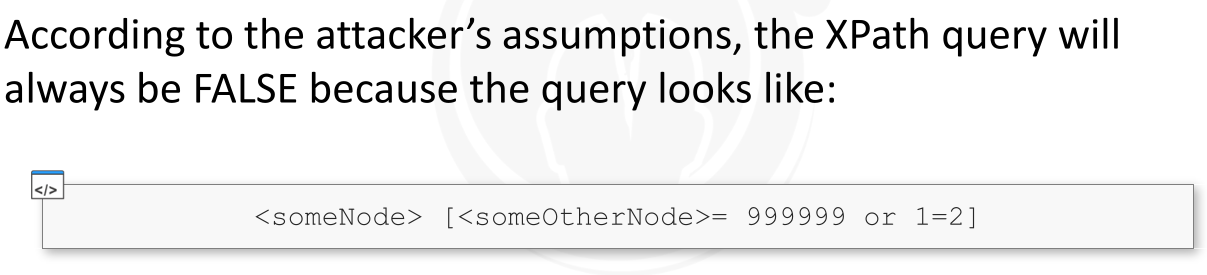 According to the attacker’s assumptions, the XPath query will
always be FALSE because the query looks like:
</>
<someNode> [<someOtherNode>= 999999 or 1=2]